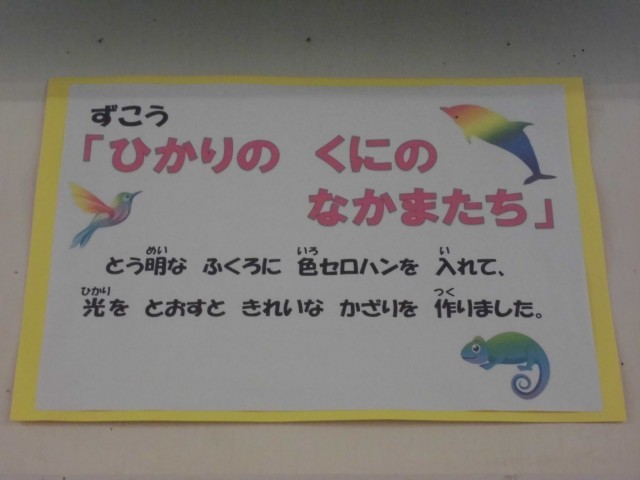 ずこう
「ひかりの くにの
なかまたち」
とう明な ふくろに 色セロハンを 入れて、
光を とおすと きれいな かざりを 作りました。